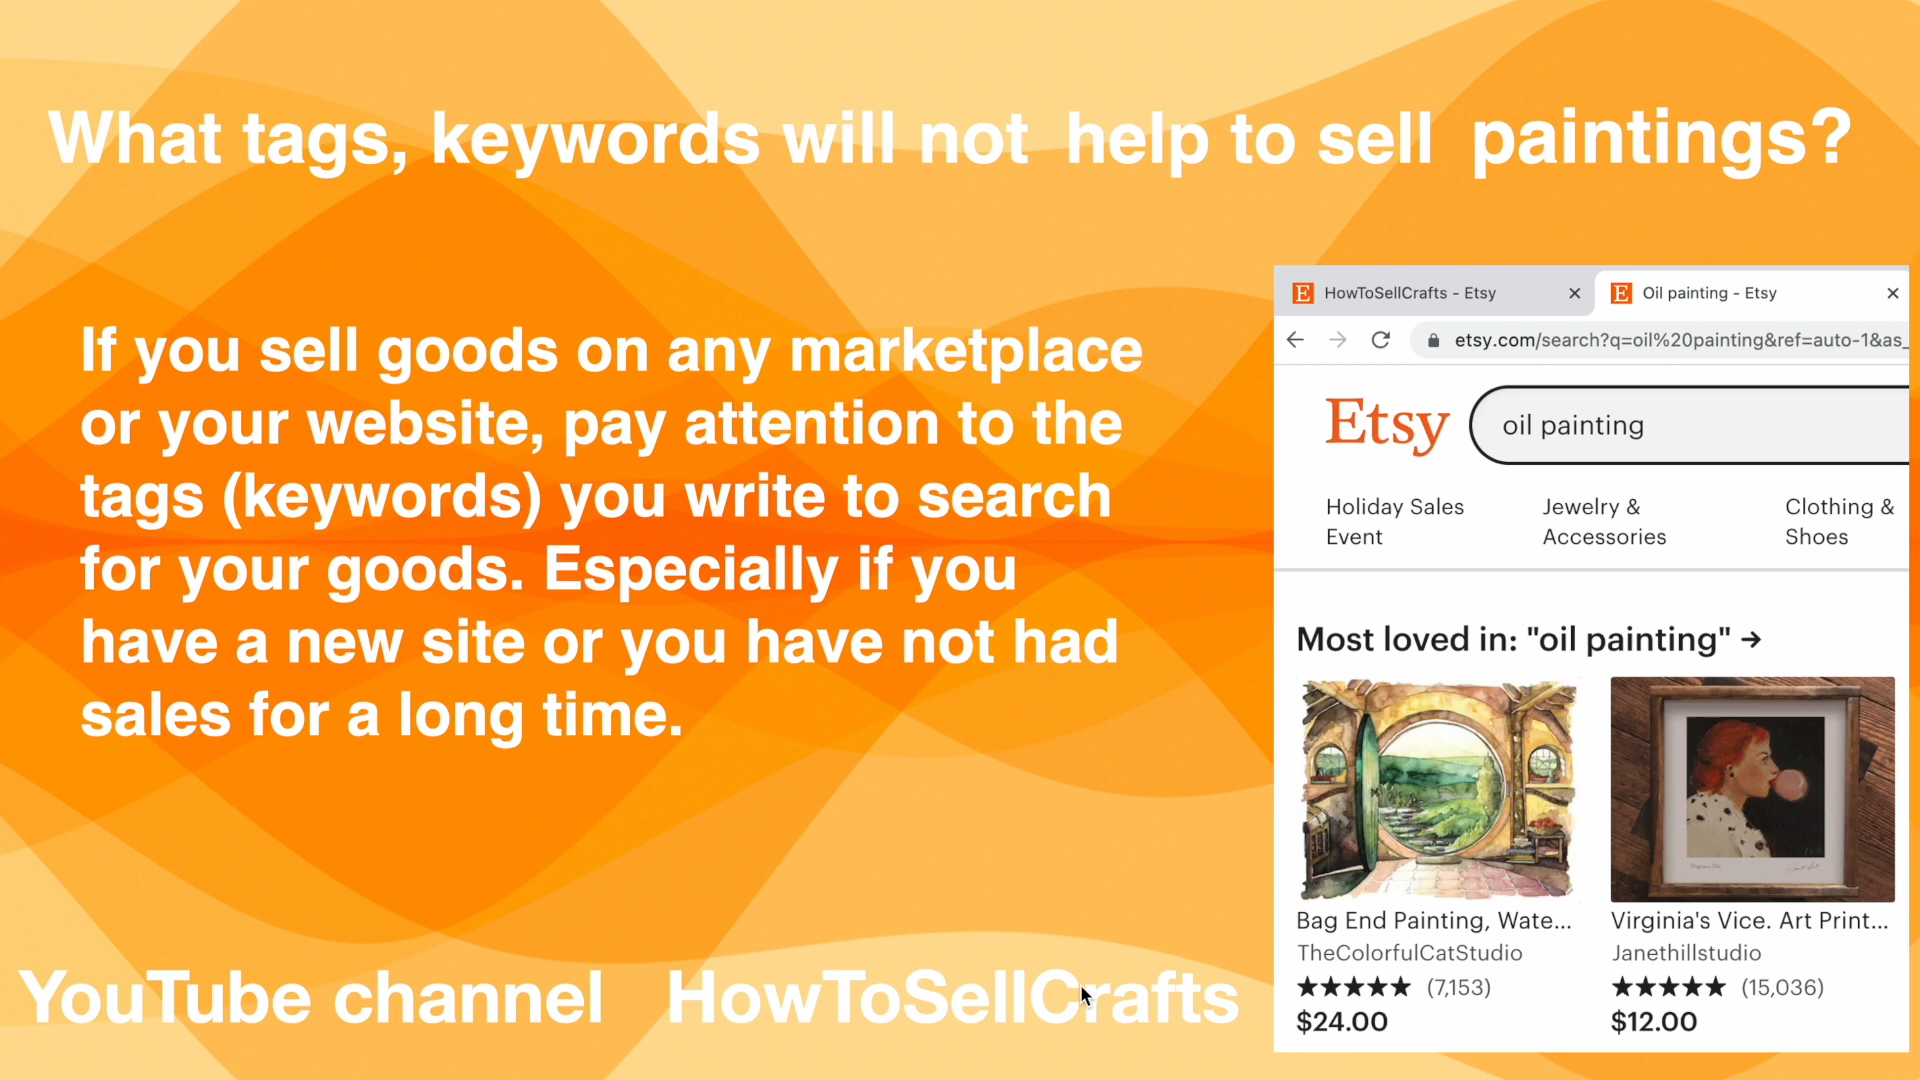 What tags, keywords will not help to sell paintings?
If you sell goods on any marketplace
or your website, pay attention to the
tags (keywords) you write to search
for your goods. Especially if you
have a new site or you have not had
sales for a long time.
YouTube channel HowToSellCrafts
HowToSellCrafts - Etsy
Oil painting - Etsy
etsy.com/search?q=oil%20painting&ref=auto-1&as_
Etsy
oil painting
Holiday Sales
Event
Jewelry &
Accessories
Clothing &
Shoes
Most loved in: "oil painting" →
Bag End Painting, Wate...
TheColorfulCatStudio
★★★★★ (7,153)
$24.00
Virginia's Vice. Art Print...
Janethillstudio
★★★★★ (15,036)
$12.00